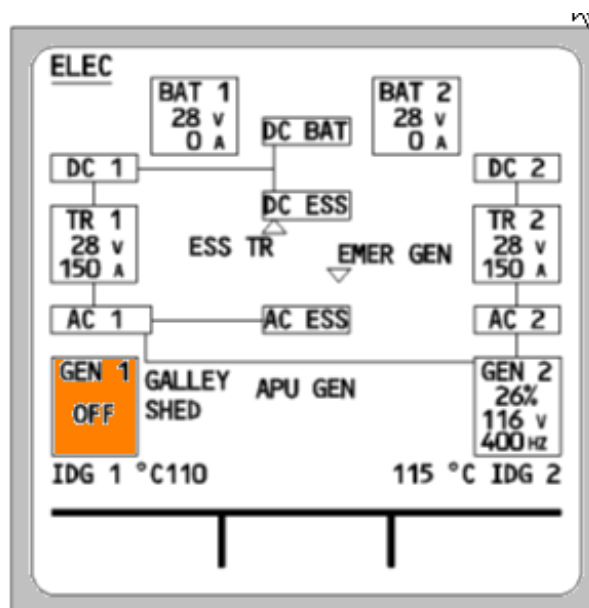 ELEC
BAT 1
28 V
0 A
DC BAT
BAT 2
28 V
0 A
DC 1
DC 2
DC ESS
TR 1
28 V
150 A
ESS TR
EMER GEN
TR 2
28 V
150 A
AC 1
AC ESS
AC 2
GEN 1
OFF
GALLEY
SHED
APU GEN
GEN 2
26%
116 V
400 HZ
IDG 1 °C110
115 °C IDG 2